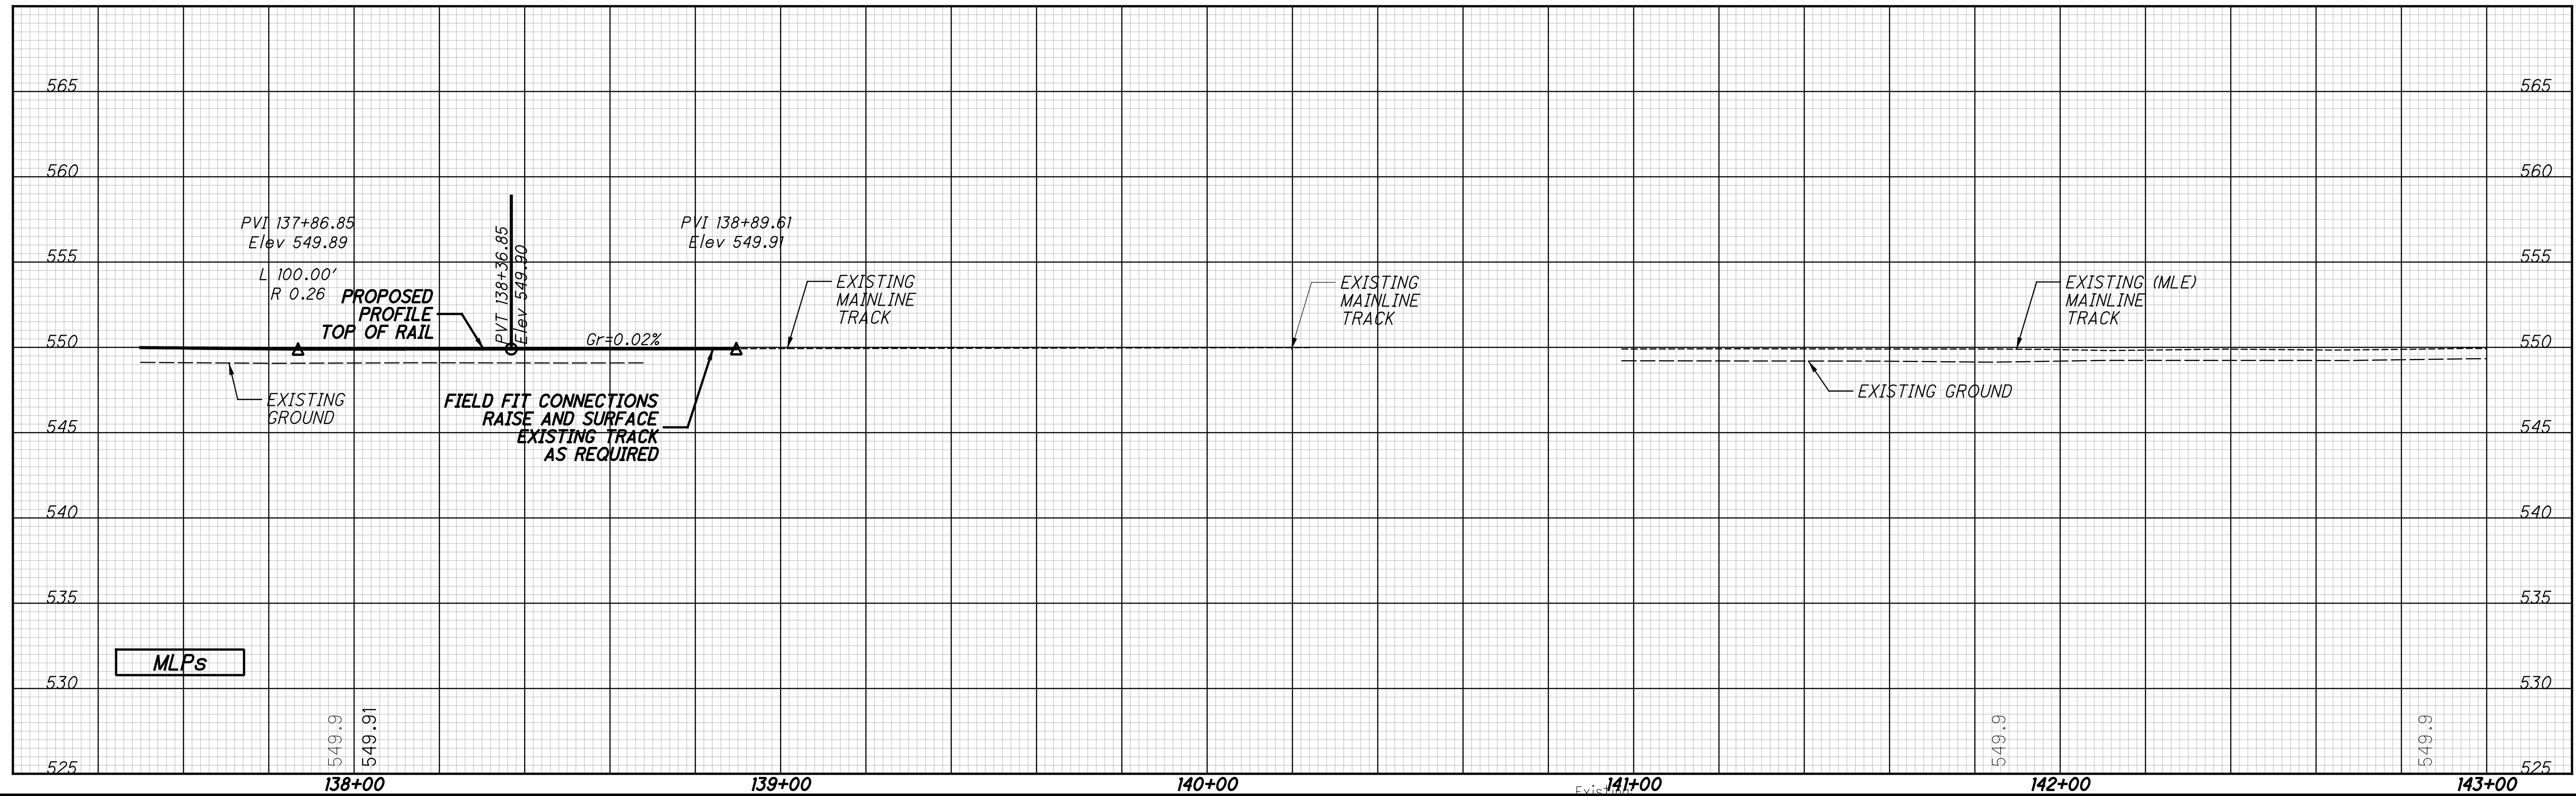 565
565
560
560
PVI 137+86.85
Elev 549.89
L 100.00'
R 0.26
PVT 138+36.85
Elev 549.90
PVI 138+89.61
Elev 549.91
555
555
PROPOSED
PROFILE
TOP OF RAIL
EXISTING
MAINLINE
TRACK
EXISTING
MAINLINE
TRACK
EXISTING (MLE)
MAINLINE
TRACK
550
Gr=0.02%
550
EXISTING
GROUND
FIELD FIT CONNECTIONS
RAISE AND SURFACE
EXISTING TRACK
AS REQUIRED
EXISTING GROUND
545
545
540
540
535
535
MLPs
530
530
549.9
549.91
549.9
549.9
525
525
138+00
139+00
140+00
Existing
141+00
142+00
143+00